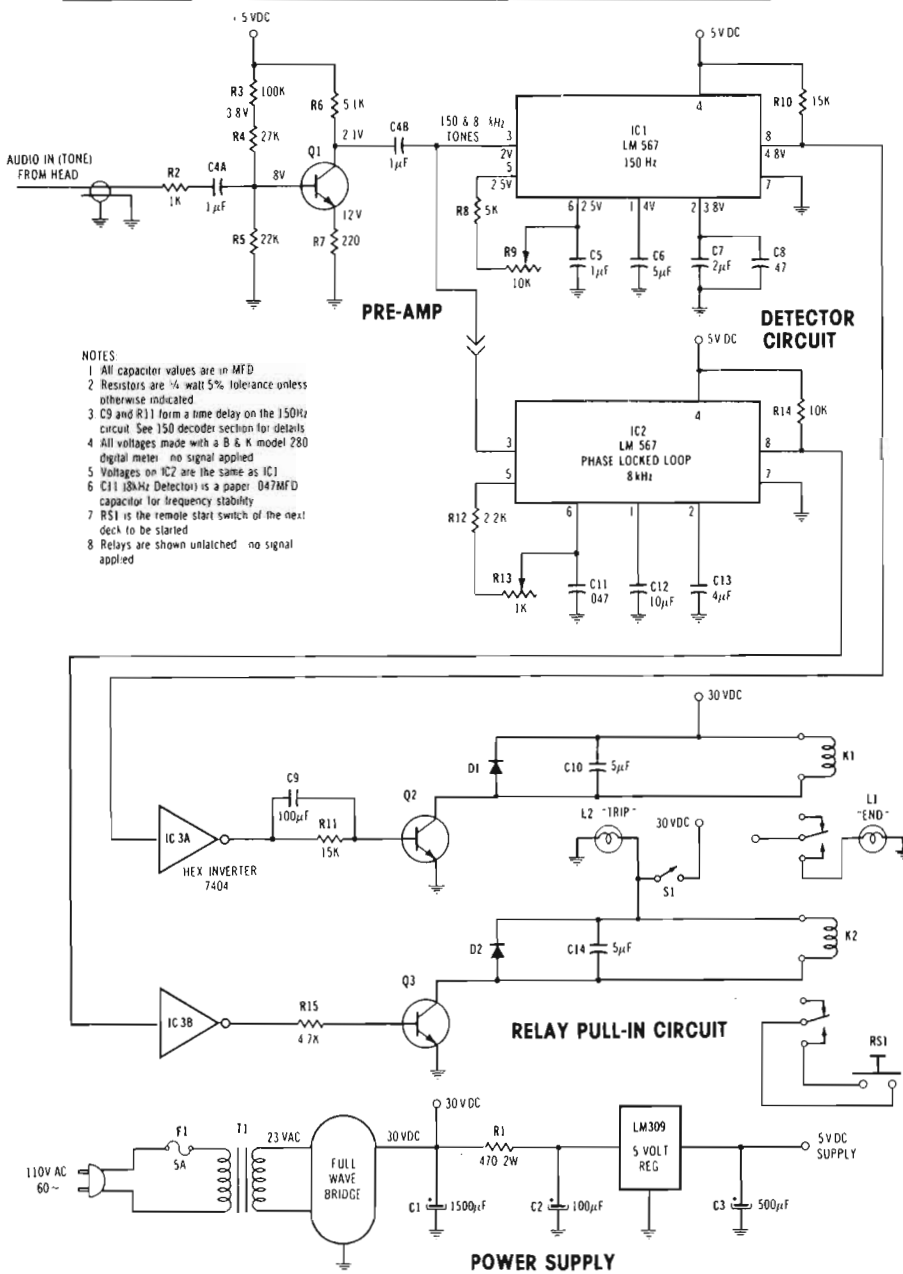 5 VDC
R3
100K
3 8V
R4
27K
R6
5 1K
2 1V
C4B
1μF
150 & 8 kHz
TONES
AUDIO IN (TONE)
FROM HEAD
R2
1K
C4A
1μF
8V
Q1
12V
R5
22K
R7
220
PRE-AMP
5 V DC
4
R10
15K
IC1
LM 567
150 Hz
3
2V
5
2 5V
8
4 8V
7
6
2 5V
1
4V
2
3 8V
R8
5K
R9
10K
C5
1μF
C6
5μF
C7
2μF
C8
47
DETECTOR
CIRCUIT
5V DC
4
R14
10K
IC2
LM 567
PHASE LOCKED LOOP
8 kHz
3
5
8
7
6
1
2
R12
2 2K
R13
1K
C11
047
C12
10μF
C13
4μF
NOTES
1 All capacitor values are in MFD
2 Resistors are ¼ watt 5% tolerance unless
otherwise indicated
3 C9 and R11 form a time delay on the 150Hz
circuit. See 150 decoder section for details
4 All voltages made with a B & K model 280
digital meter no signal applied
5 Voltages on IC2 are the same as IC1
6 C11 (8kHz Detector) is a paper 047MFD
capacitor for frequency stability
7 RS1 is the remote start switch of the next
deck to be started
8 Relays are shown unlatched no signal
applied
30 VDC
D1
C10
5μF
K1
IC 3A
HEX INVERTER
7404
C9
100μF
R11
15K
Q2
L2 "TRIP"
30 VDC
S1
L1
"END"
D2
C14
5μF
K2
IC 3B
R15
4.7K
Q3
RELAY PULL-IN CIRCUIT
RS1
110V AC
60 ~
F1
5A
T1
23 VAC
FULL
WAVE
BRIDGE
30VDC
30 V DC
C1
1500μF
R1
470 2W
C2
100μF
LM309
5 VOLT
REG
C3
500μF
5V DC
SUPPLY
POWER SUPPLY